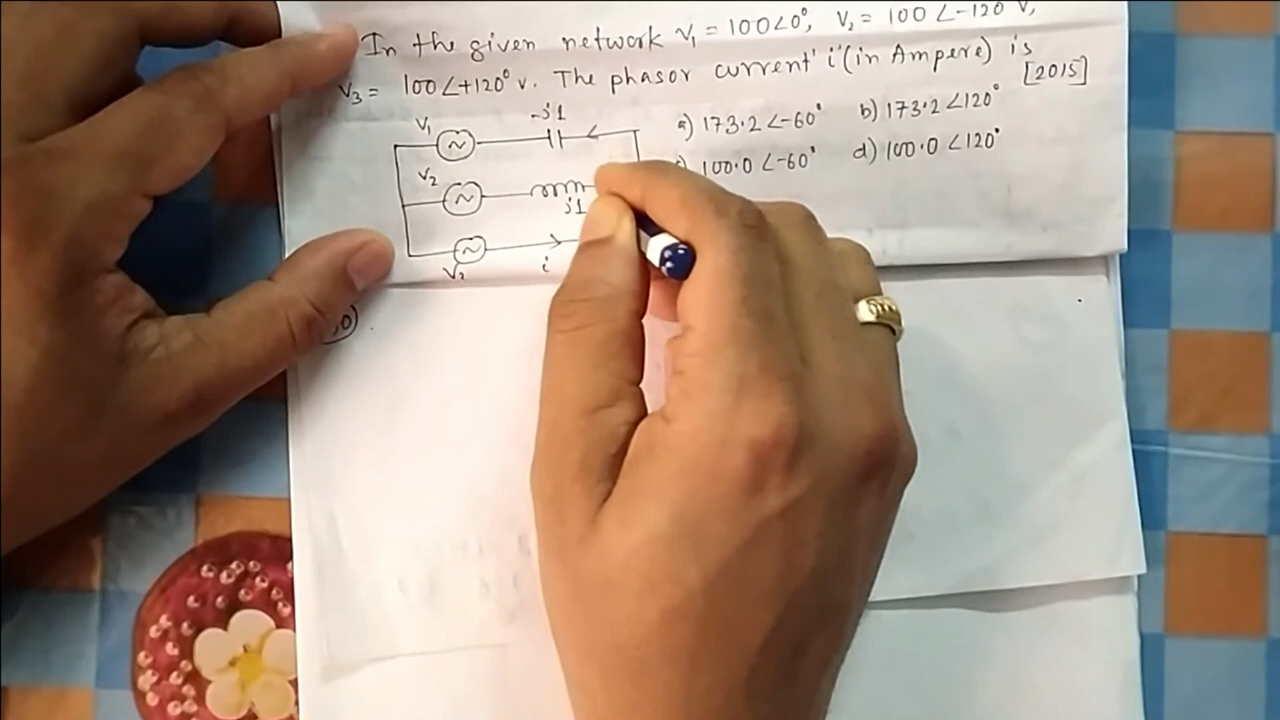 In the given network V₁ = 100∠0°, V₂ = 100∠-120 V,
V₃ = 100∠+120° v. The phasor current 'i' (in Ampere) is
[2015]
a) 173.2∠-60° b) 173.2∠120°
100.0∠-60° d) 100.0∠120°
V₁ -j1
V₂ j1
i